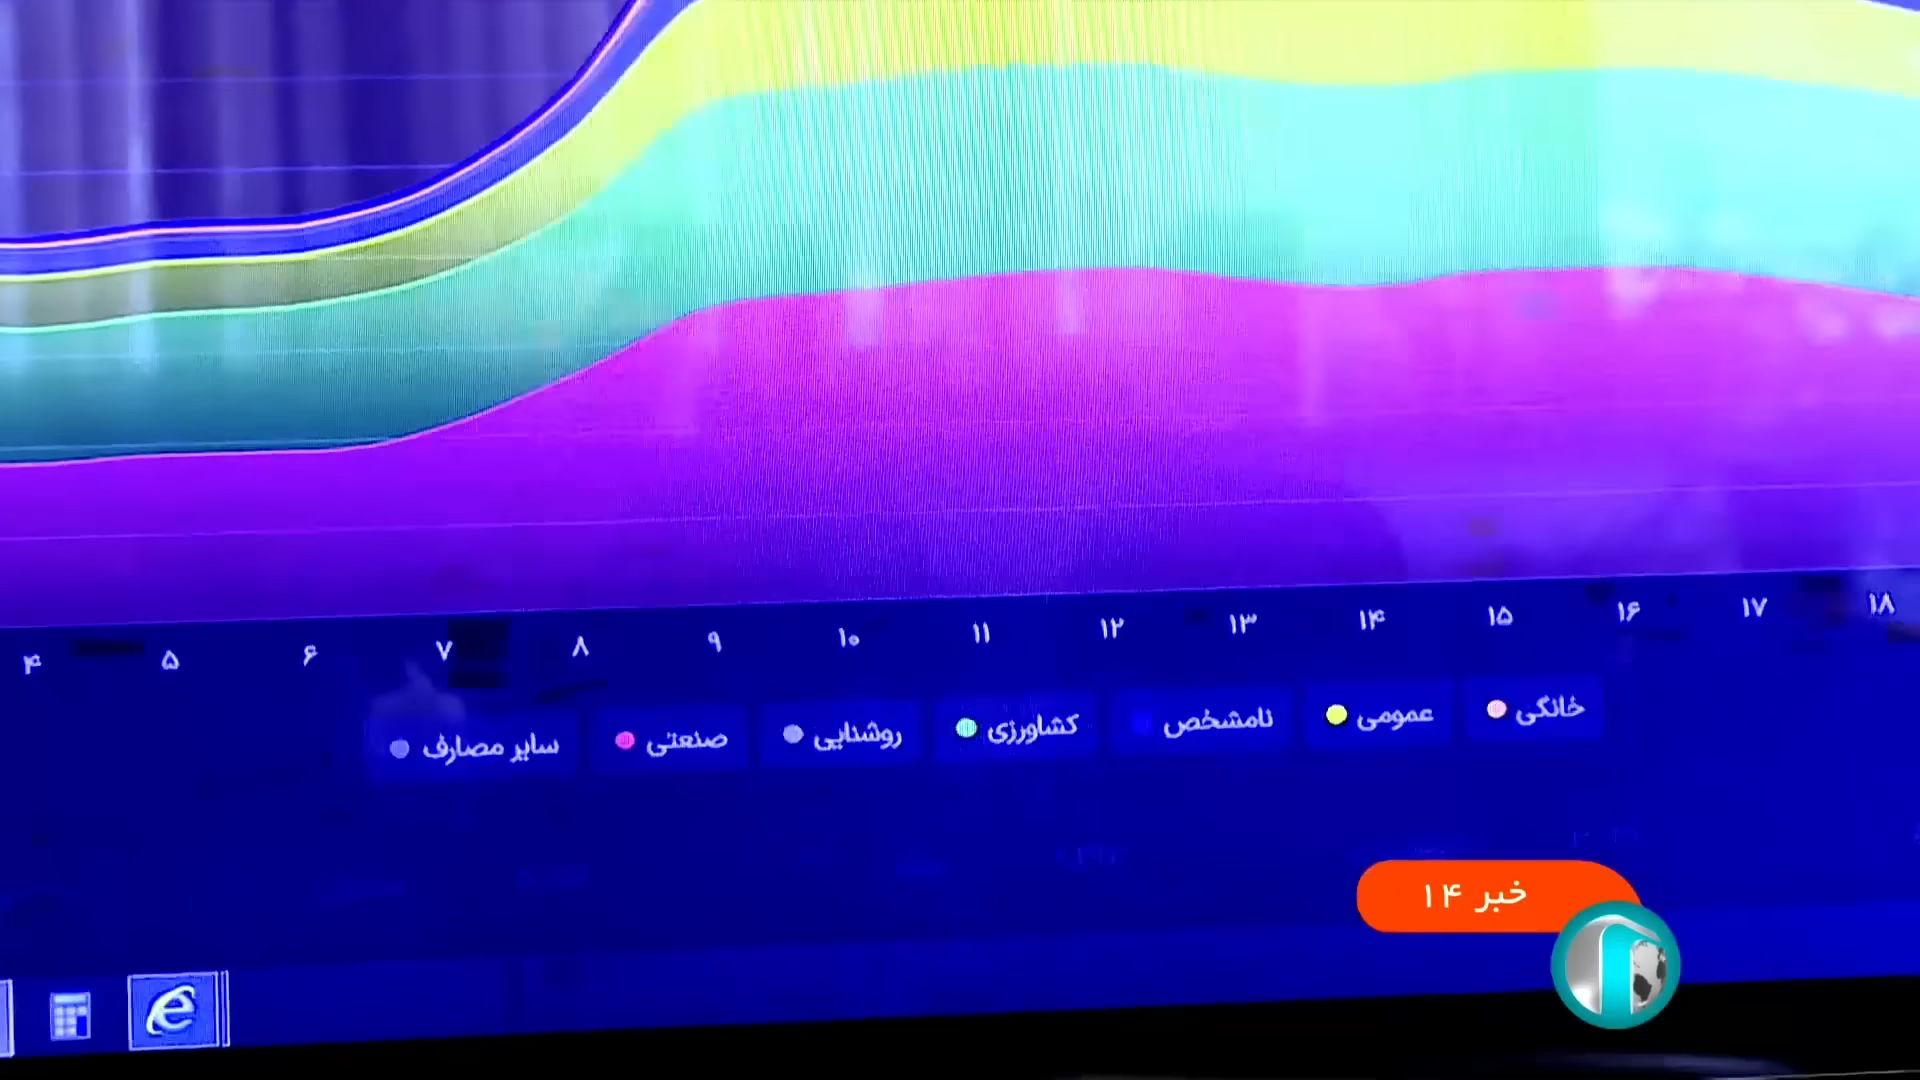 ۴ ۵ ۶ ۷ ۸ ۹ ۱۰ ۱۱ ۱۲ ۱۳ ۱۴ ۱۵ ۱۶ ۱۷ ۱۸
خانگی عمومی نامشخص کشاورزی روشنایی صنعتی سایر مصارف
خبر ۱۴